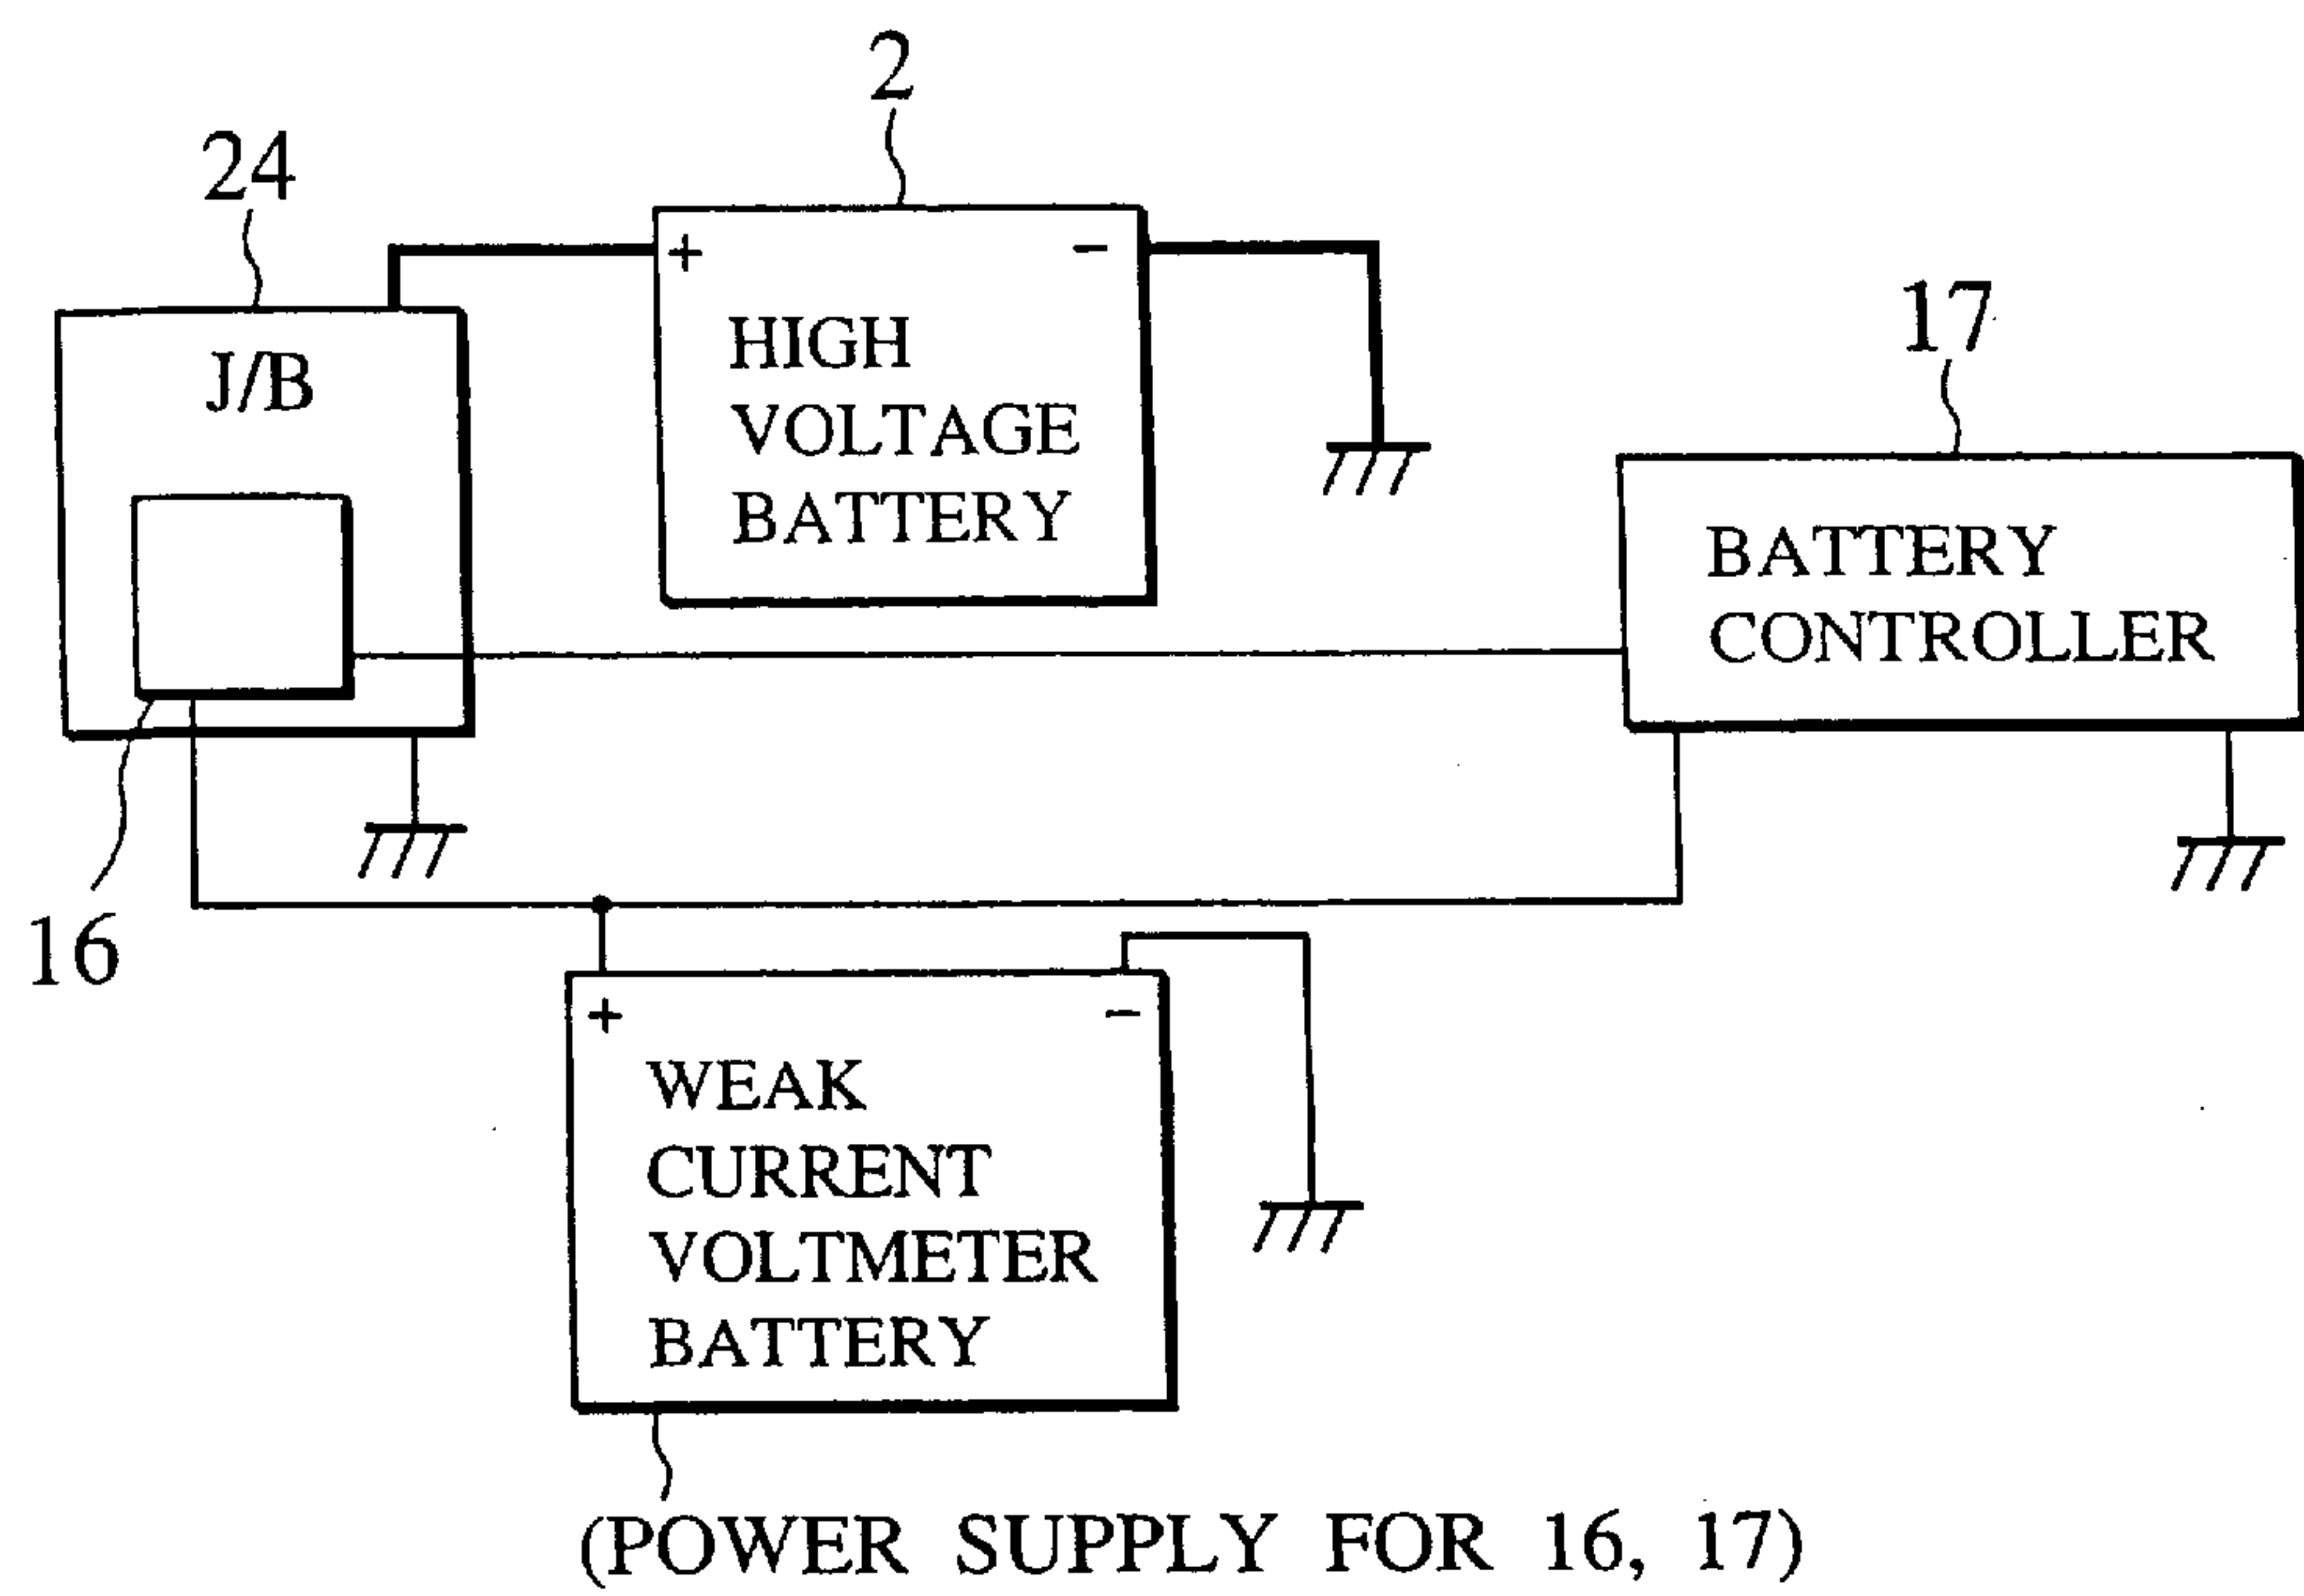 2
24
+ −
HIGH
VOLTAGE
BATTERY
J/B
17
BATTERY
CONTROLLER
16
+ −
WEAK
CURRENT
VOLTMETER
BATTERY
(POWER SUPPLY FOR 16, 17)